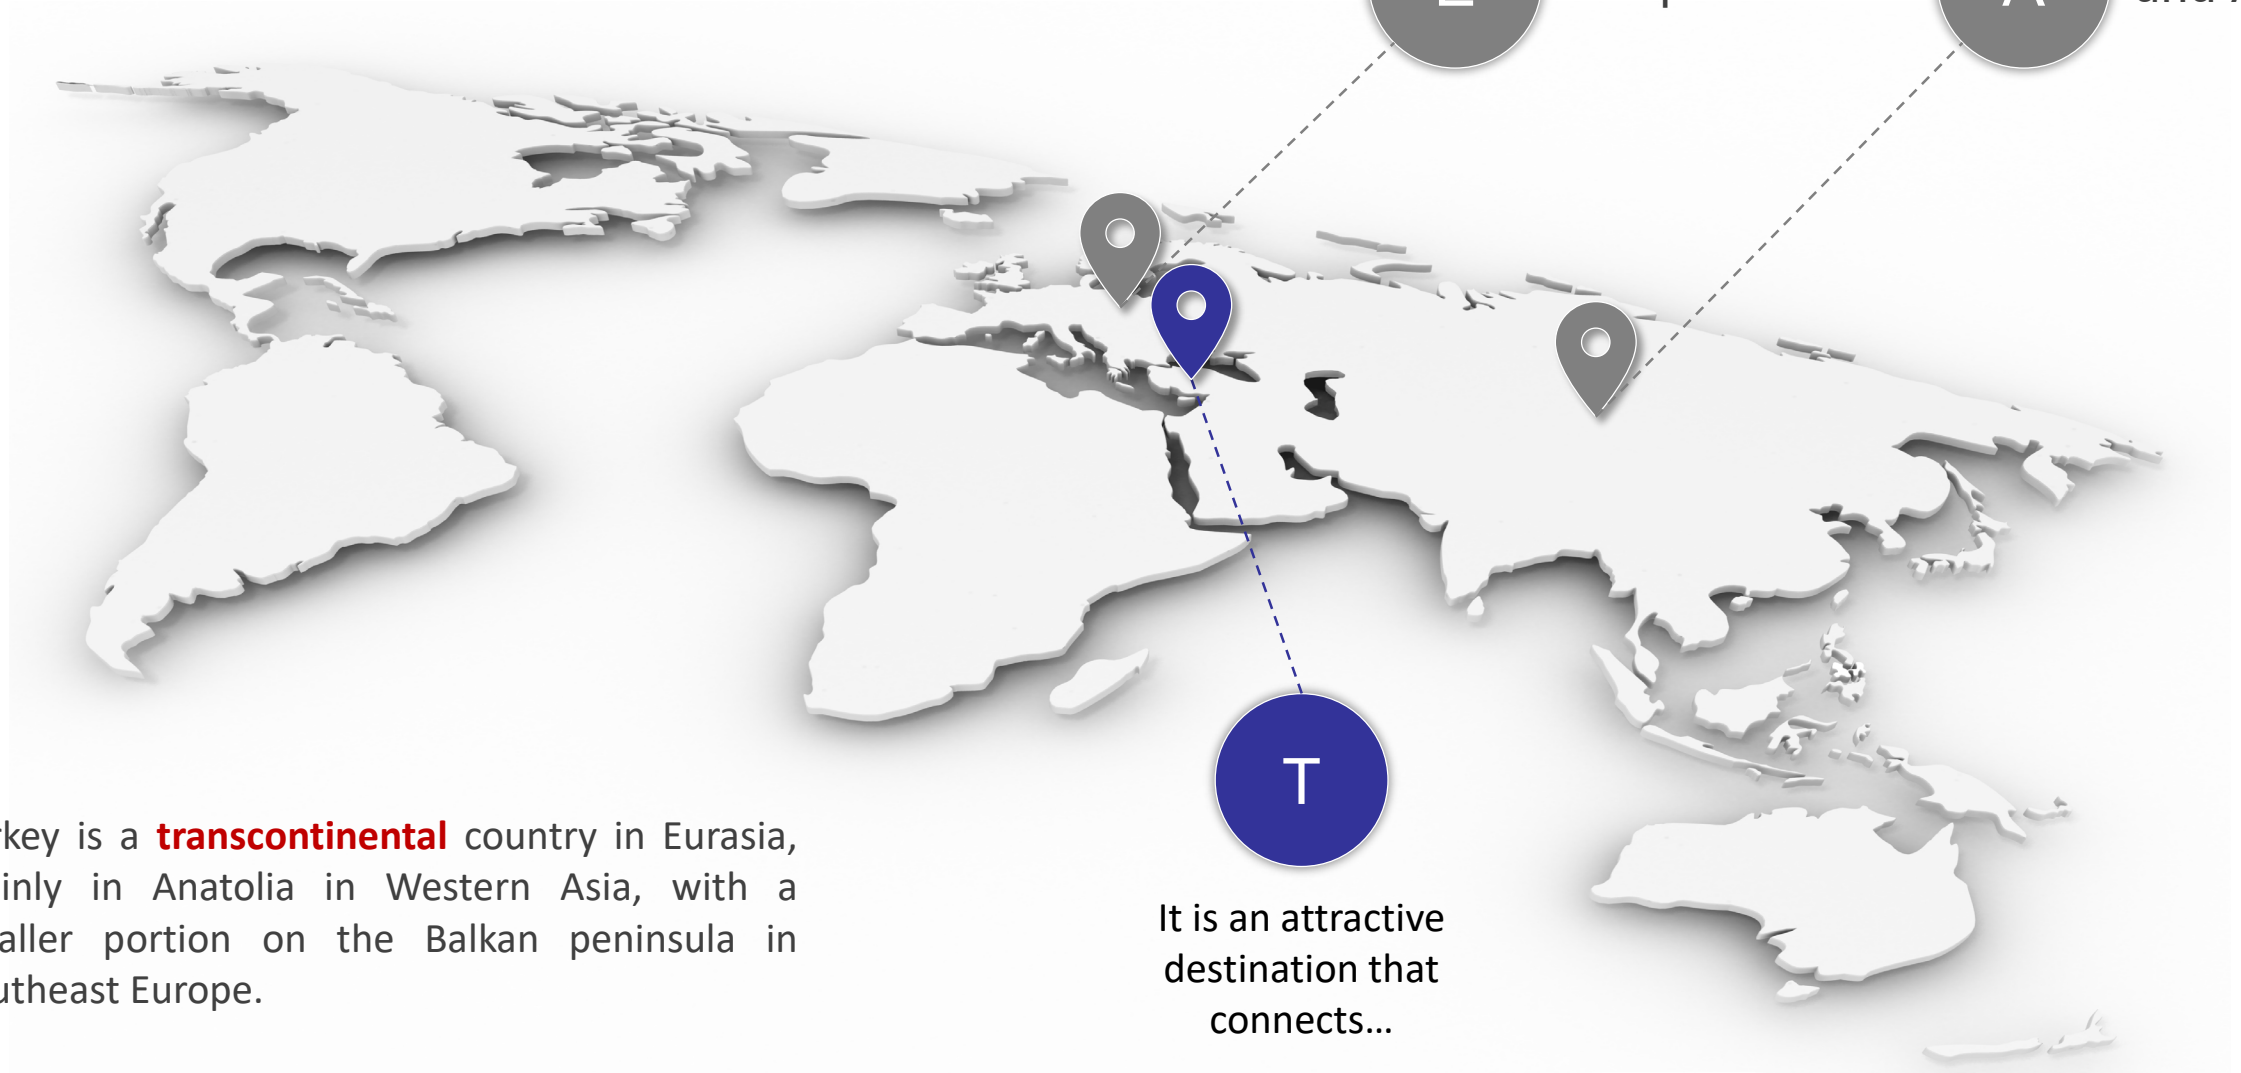 E
A
T
key is a transcontinental country in Eurasia,
inly in Anatolia in Western Asia, with a
aller portion on the Balkan peninsula in
utheast Europe.
It is an attractive
destination that
connects...